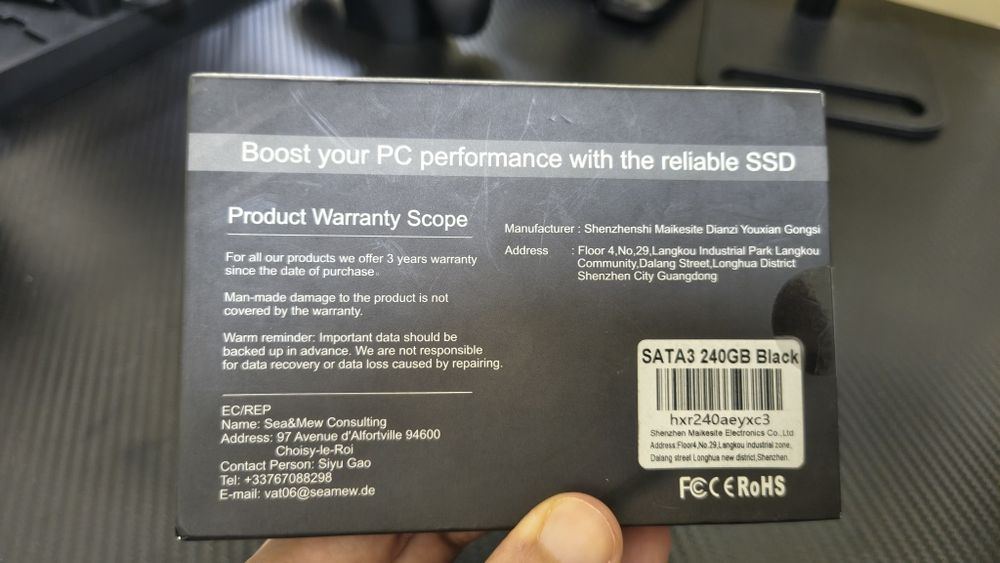 Boost your PC performance with the reliable SSD
Product Warranty Scope
For all our products we offer 3 years warranty
since the date of purchase。
Man-made damage to the product is not
covered by the warranty.
Warm reminder: Important data should be
backed up in advance. We are not responsible
for data recovery or data loss caused by repairing.
EC/REP
Name: Sea&Mew Consulting
Address: 97 Avenue d'Alfortville 94600
Choisy-le-Roi
Contact Person: Siyu Gao
Tel: +33767088298
E-mail: vat06@seamew.de
Manufacturer : Shenzhenshi Maikesite Dianzi Youxian Gongsi
Address : Floor 4,No,29,Langkou Industrial Park Langkou
Community,Dalang Street,Longhua District
Shenzhen City Guangdong
SATA3 240GB Black
hxr240aeyxc3
Shenzhen Maikesite Electronics Co.,Ltd
Address:Floor4,No.29,Langkou industrial zone,
Dalang street Longhua new district,Shenzhen.
FC CE RoHS